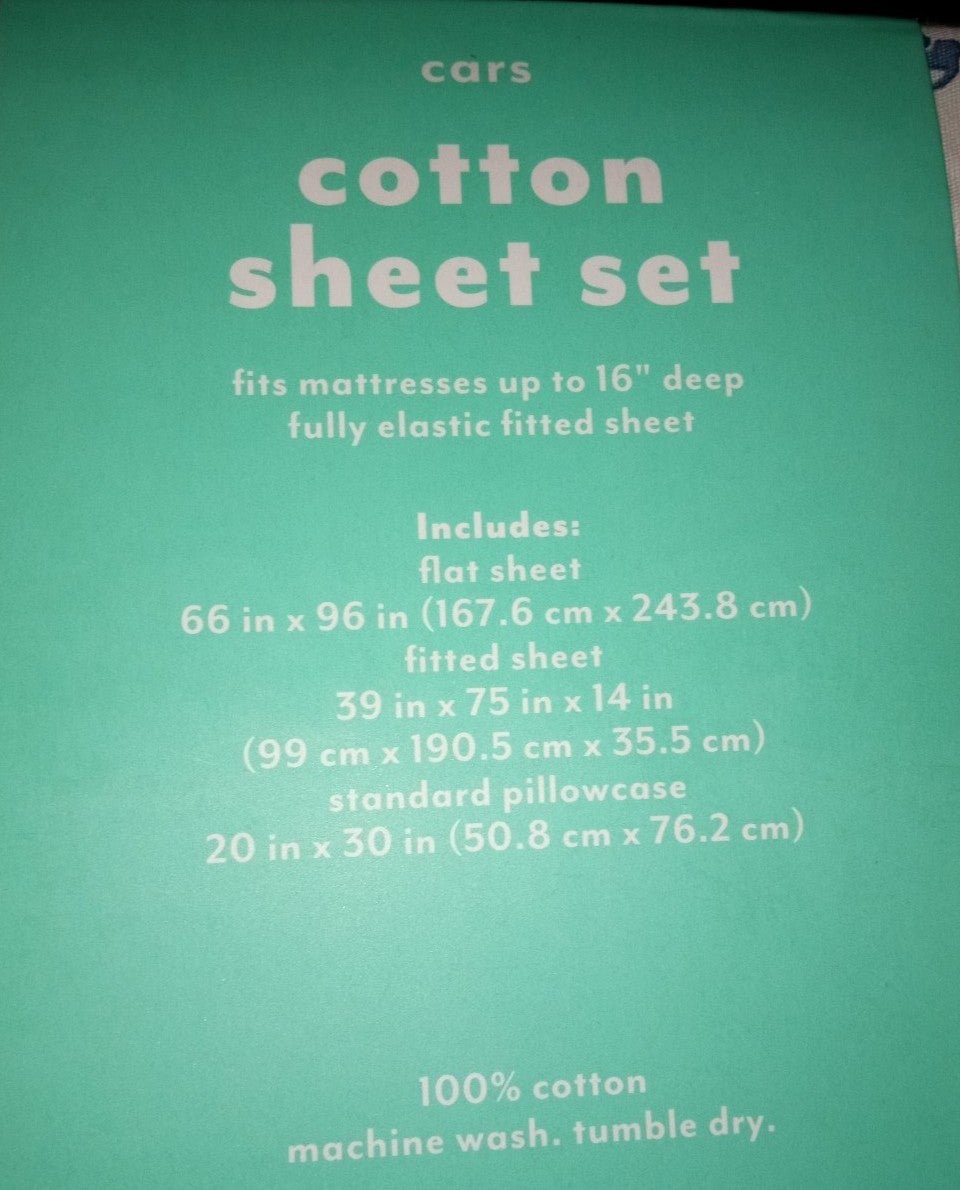 cars
cotton
sheet set
fits mattresses up to 16" deep
fully elastic fitted sheet
Includes:
flat sheet
66 in x 96 in (167.6 cm x 243.8 cm)
fitted sheet
39 in x 75 in x 14 in
(99 cm x 190.5 cm x 35.5 cm)
standard pillowcase
20 in x 30 in (50.8 cm x 76.2 cm)
100% cotton
machine wash. tumble dry.